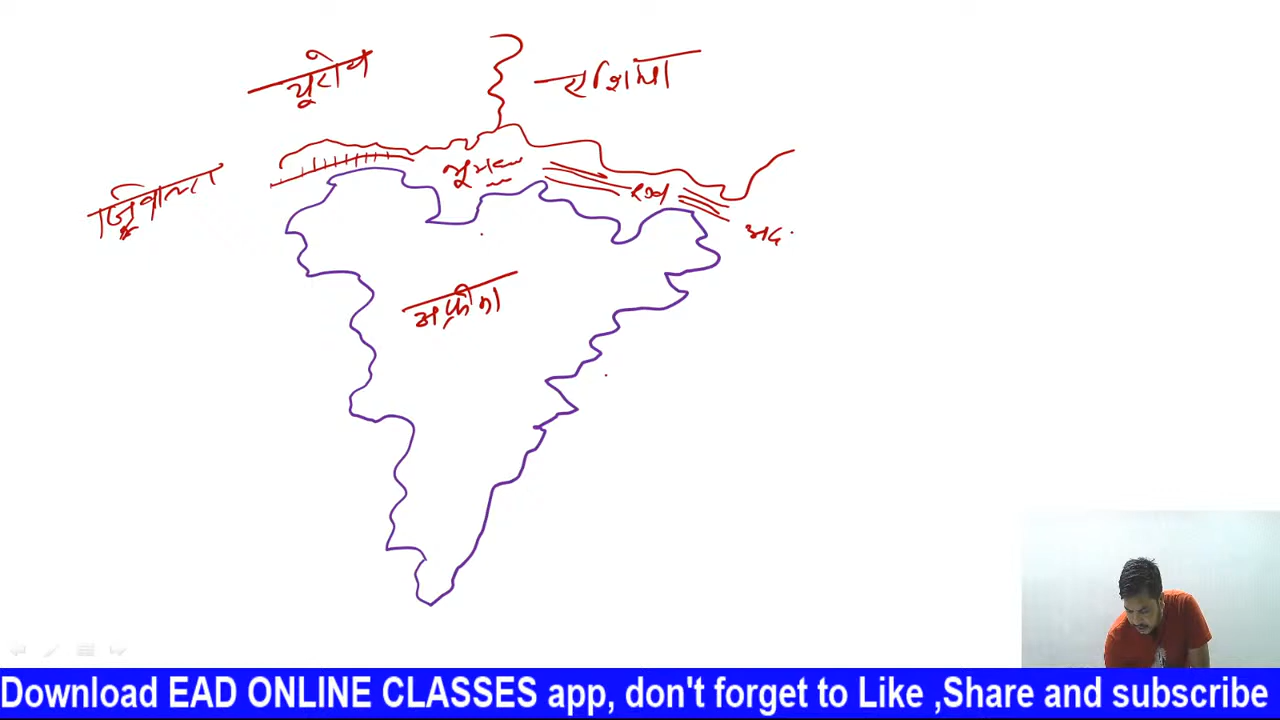 यूरोप
एशिया
जिब्राल्टर
भूमध्य
अफ्रीका
Download EAD ONLINE CLASSES app, don't forget to Like ,Share and subscribe